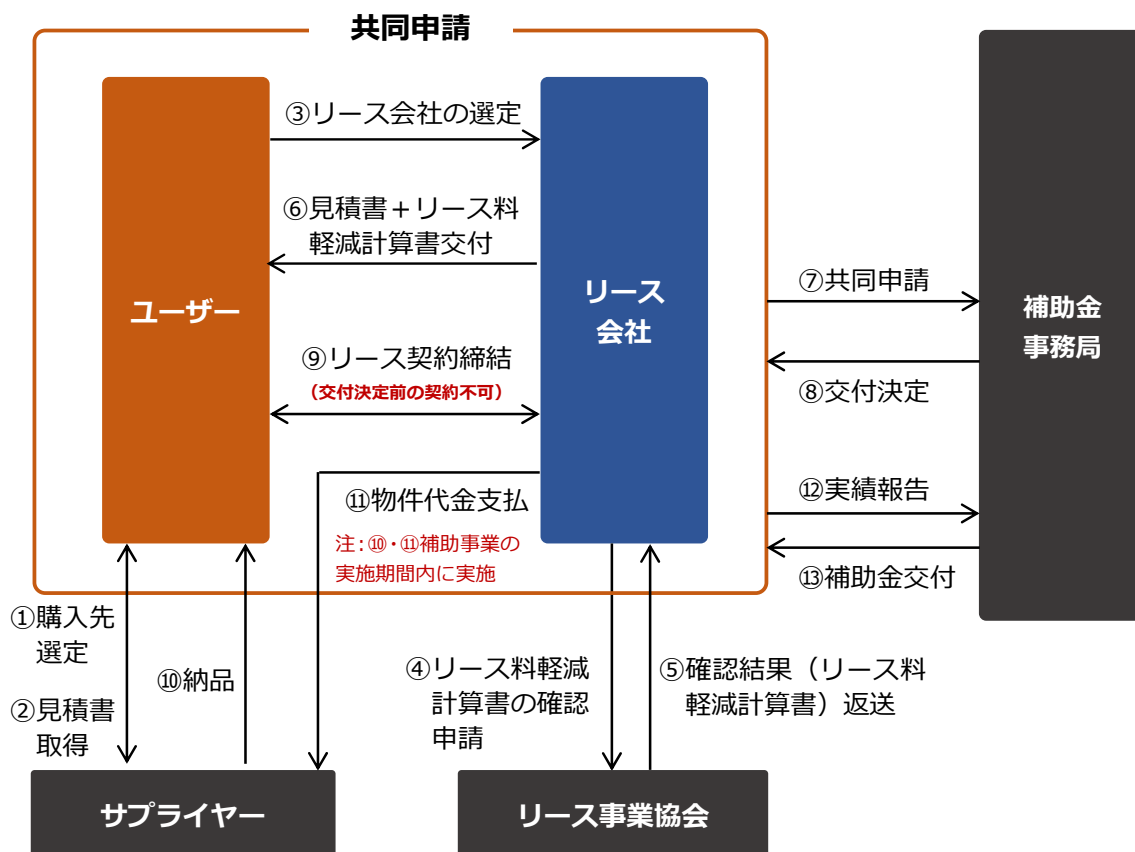 共同申請
③リース会社の選定
⑥見積書+リース料
軽減計算書交付
ユーザー
リース
会社
⑨リース契約締結
(交付決定前の契約不可)
⑦共同申請
⑧交付決定
補助金
事務局
⑪物件代金支払
注:⑩・⑪補助事業の
実施期間内に実施
⑫実績報告
⑬補助金交付
①購入先
選定
②見積書
取得
⑩納品
④リース料軽減
計算書の確認
申請
⑤確認結果(リース料
軽減計算書)返送
サプライヤー
リース事業協会